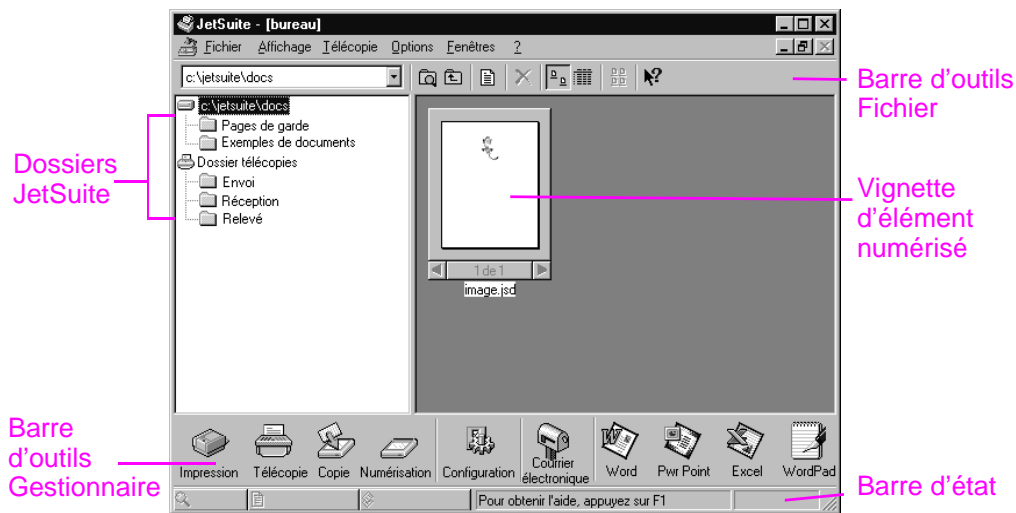 JetSuite - [bureau]
Fichier Affichage Télécopie Options Fenêtres ?
c:\jetsuite\docs
Barre d'outils
Fichier
c:\jetsuite\docs
Pages de garde
Exemples de documents
Dossier télécopies
Envoi
Réception
Relevé
Dossiers
JetSuite
1 de 1
image.jsd
Vignette
d'élément
numérisé
Barre
d'outils
Gestionnaire
Impression Télécopie Copie Numérisation Configuration Courrier électronique Word Pwr Point Excel WordPad
Pour obtenir l'aide, appuyez sur F1
Barre d'état